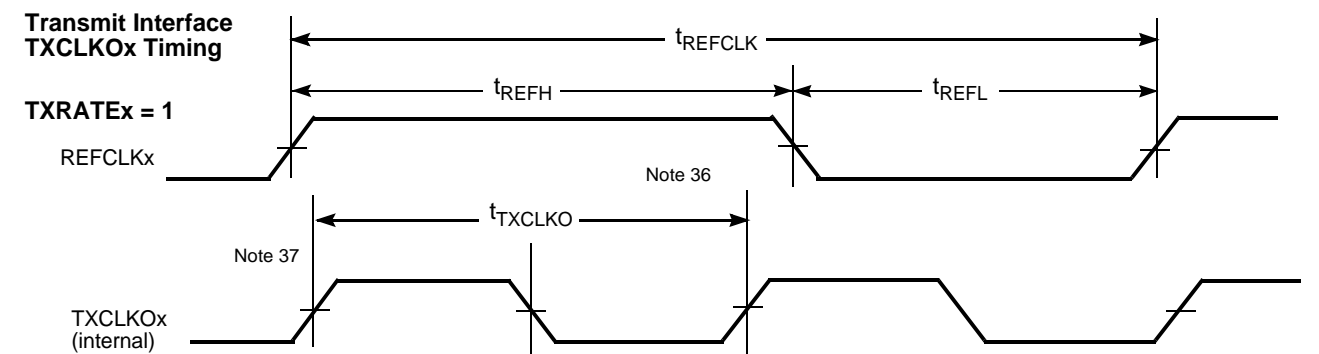 Transmit Interface
TXCLKOx Timing
tREFCLK
tREFH
tREFL
TXRATEx = 1
REFCLKx
Note 36
tTXCLKO
Note 37
TXCLKOx
(internal)